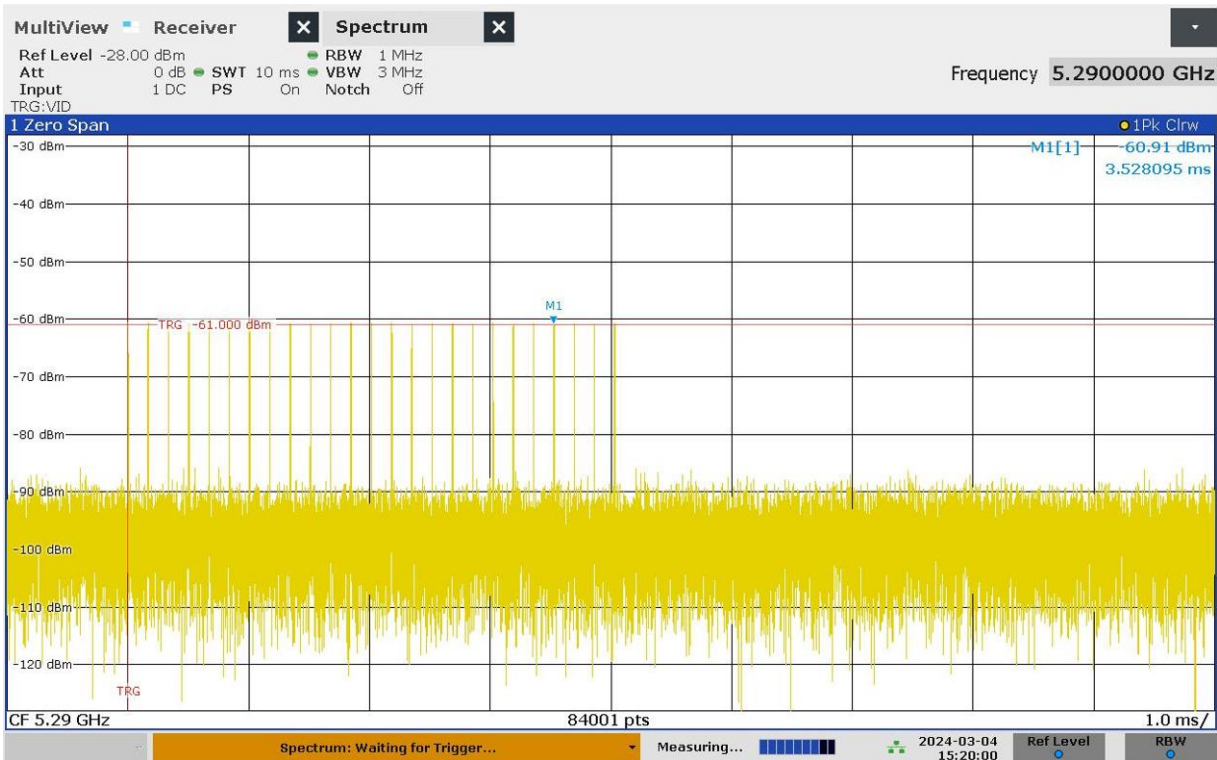 MultiView Receiver X Spectrum X
Ref Level -28.00 dBm RBW 1 MHz
Att 0 dB SWT 10 ms VBW 3 MHz
Input 1 DC PS On Notch Off
TRG:VID
Frequency 5.2900000 GHz
1 Zero Span 1Pk Clrw
-30 dBm M1[1] -60.91 dBm
3.528095 ms
-40 dBm
-50 dBm
M1
-60 dBm
TRG -61.000 dBm
-70 dBm
-80 dBm
-90 dBm
-100 dBm
-110 dBm
-120 dBm
TRG
CF 5.29 GHz 84001 pts 1.0 ms/
Spectrum: Waiting for Trigger... Measuring... 2024-03-04 Ref Level RBW
15:20:00